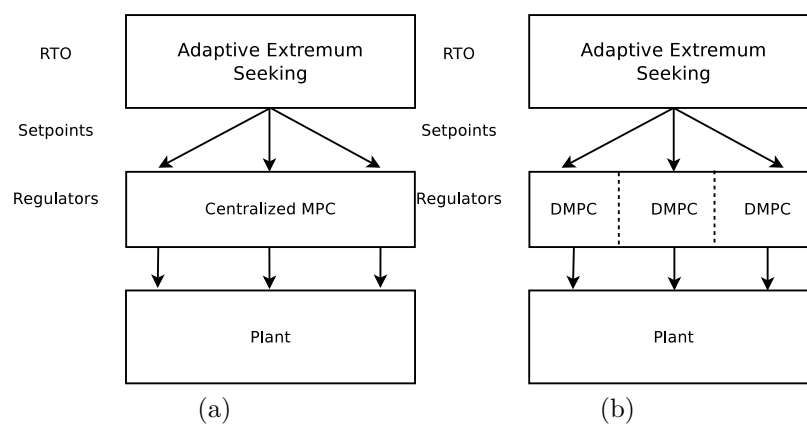 RTO
Adaptive Extremum
Seeking
Setpoints
Regulators
Centralized MPC
Plant
(a)
RTO
Adaptive Extremum
Seeking
Setpoints
Regulators
DMPC
DMPC
DMPC
Plant
(b)